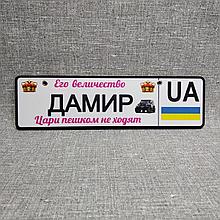 Его величество
ДАМИР
Цари пешком не ходят
UA